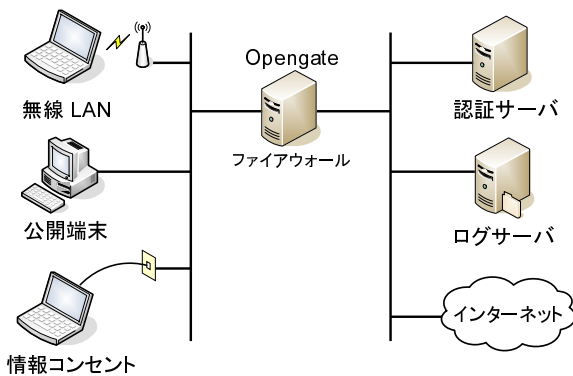 Opengate
無線 LAN
ファイアウォール
認証サーバ
公開端末
ログサーバ
インターネット
情報コンセント